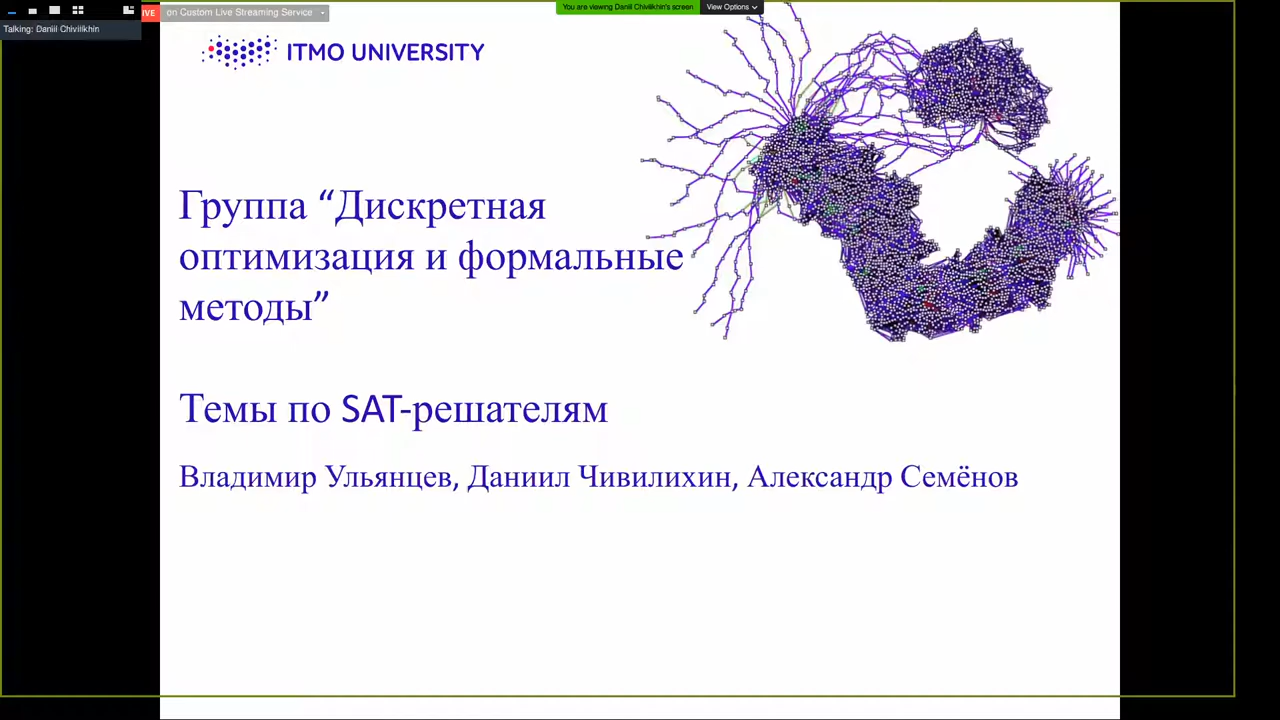 LIVE on Custom Live Streaming Service
You are viewing Daniil Chivilikhin's screen
View Options
Talking: Daniil Chivilikhin
ITMO UNIVERSITY
Группа “Дискретная
оптимизация и формальные
методы”
Темы по SAT-решателям
Владимир Ульянцев, Даниил Чивилихин, Александр Семёнов